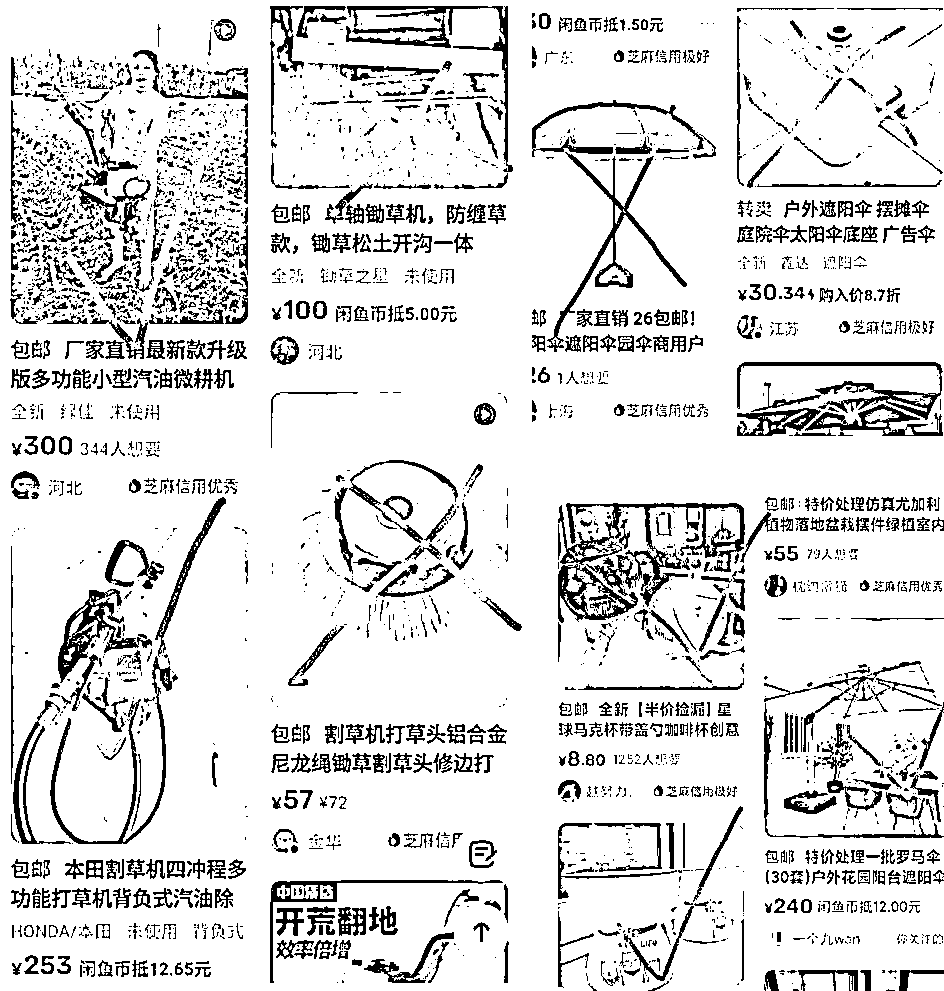 包邮 厂家直销最新款升级
版多功能小型汽油微耕机
全新 绿佳 未使用
¥300 344人想要
河北 芝麻信用优秀
包邮 本田割草机四冲程多
功能打草机背负式汽油除
HONDA/本田 未使用 背负式
¥253 闲鱼币抵12.65元
包邮 单轴锄草机，防缠草
款，锄草松土开沟一体
全新 锄草之星 未使用
¥100 闲鱼币抵5.00元
河北
包邮 割草机打草头铝合金
尼龙绳锄草割草头修边打
¥57 ¥72
金华 芝麻信
开荒翻地
效率倍增
闲鱼币抵1.50元
广东 芝麻信用极好
邮 厂家直销 26包邮！
阳伞遮阳伞园伞商用户
26 1人想要
上海 芝麻信用优秀
包邮 全新【半价捡漏】星
球马克杯带盖勺咖啡杯创意
¥8.80 1252人想要
赵努力 芝麻信用极好
LIFE
转卖 户外遮阳伞 摆摊伞
庭院伞太阳伞底座 广告伞
全新 遮阳伞
¥30.34 购入价8.7折
江苏 芝麻信用极好
包邮 特价处理仿真尤加利
植物落地盆栽摆件绿植室内
¥55 79人想要
芝麻信用优秀
包邮 特价处理一批罗马伞
(30套)户外花园阳台遮阳伞
¥240 闲鱼币抵12.00元
一个九wan 你关注的